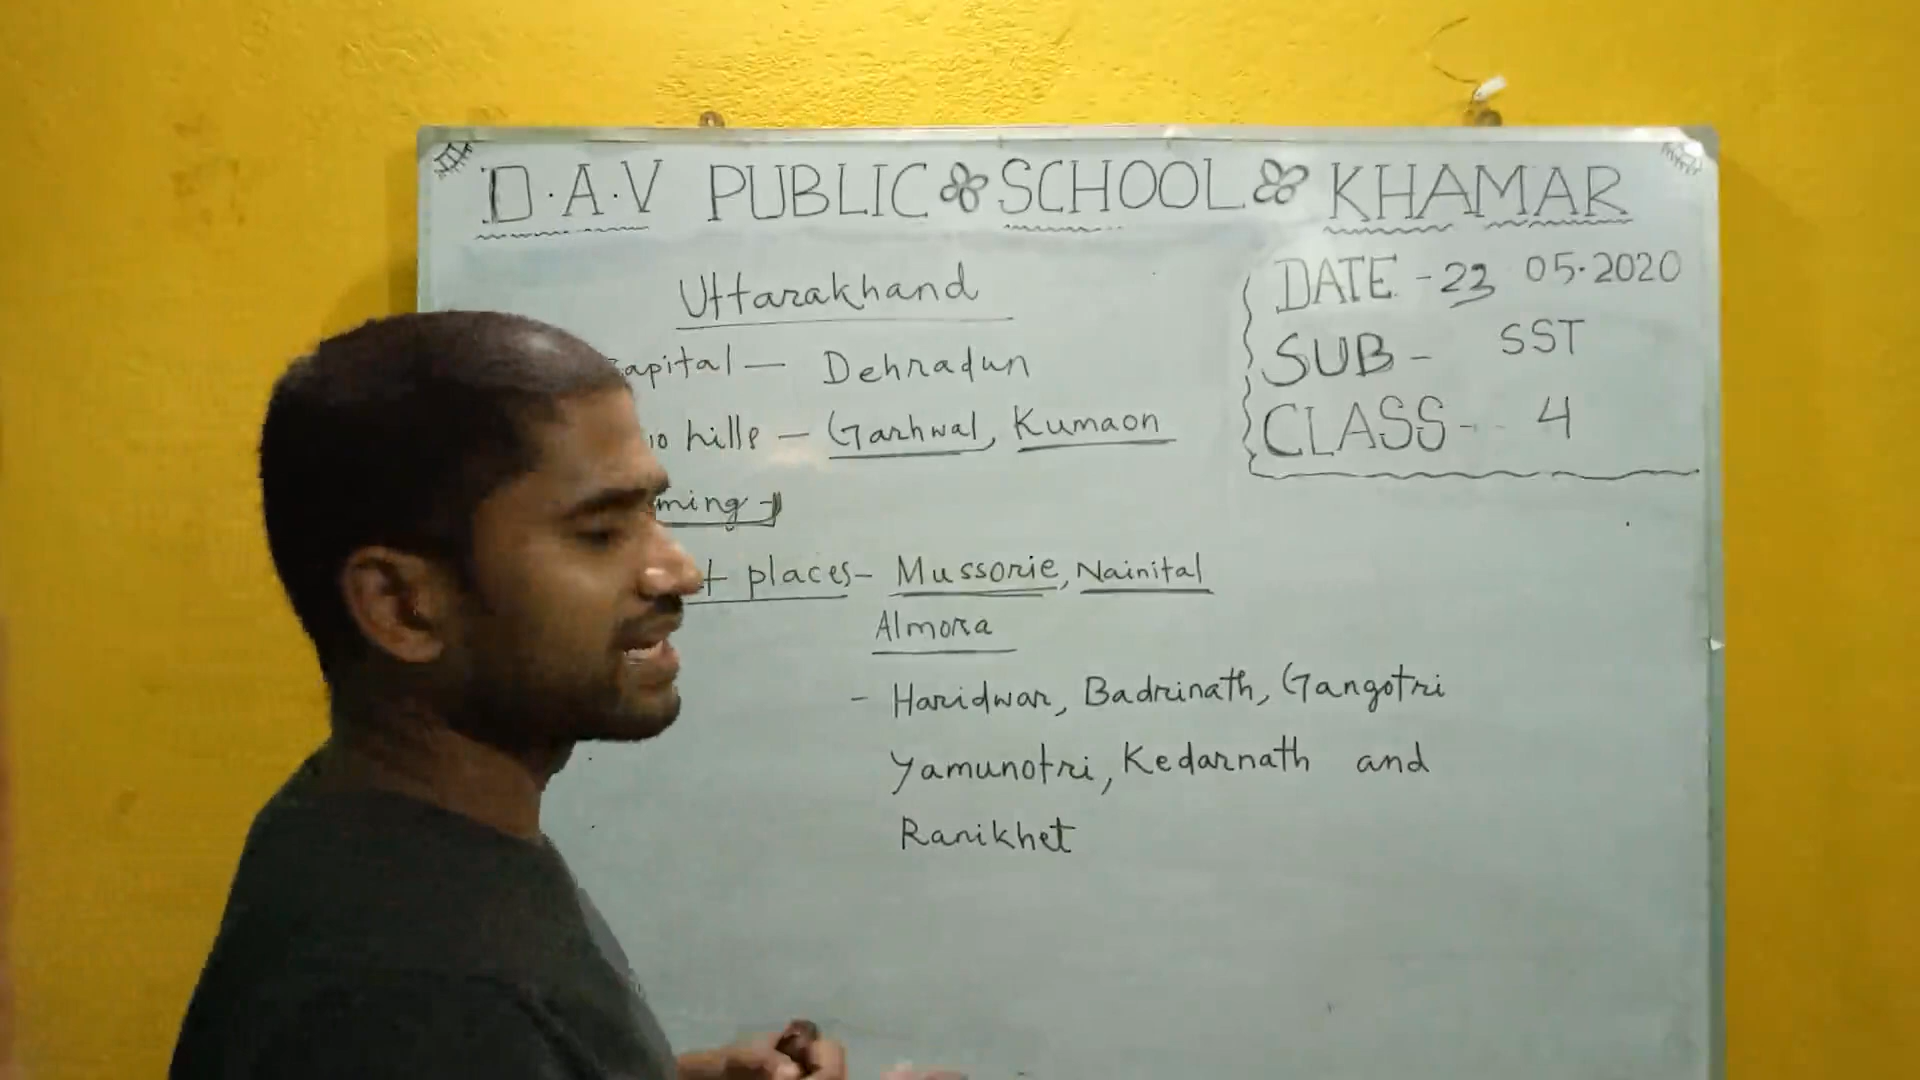 D.A.V PUBLIC SCHOOL KHAMAR
DATE - 23 05.2020
SUB - SST
CLASS - 4
Uttarakhand
apital — Dehradun
hills — Garhwal, Kumaon
ming -
places - Mussorie, Nainital
Almora
- Haridwar, Badrinath, Gangotri
Yamunotri, Kedarnath and
Ranikhet